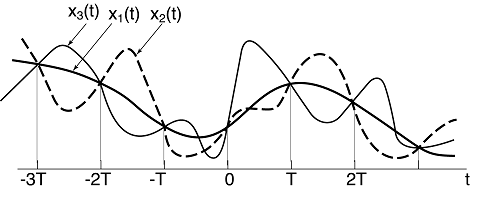 x₃(t) x₁(t) x₂(t)
-3T -2T -T 0 T 2T t